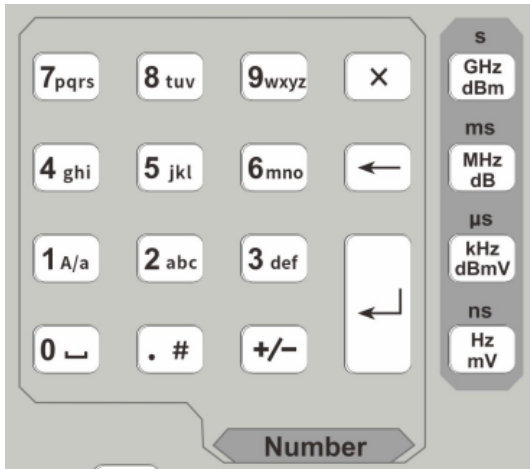 s
7pqrs 8 tuv 9wxyz × GHz
dBm
ms
4 ghi 5 jkl 6mno ← MHz
dB
µs
1 A/a 2 abc 3 def kHz
dBmV
ns
0 ⎵ . # +/− ↵ Hz
mV
Number